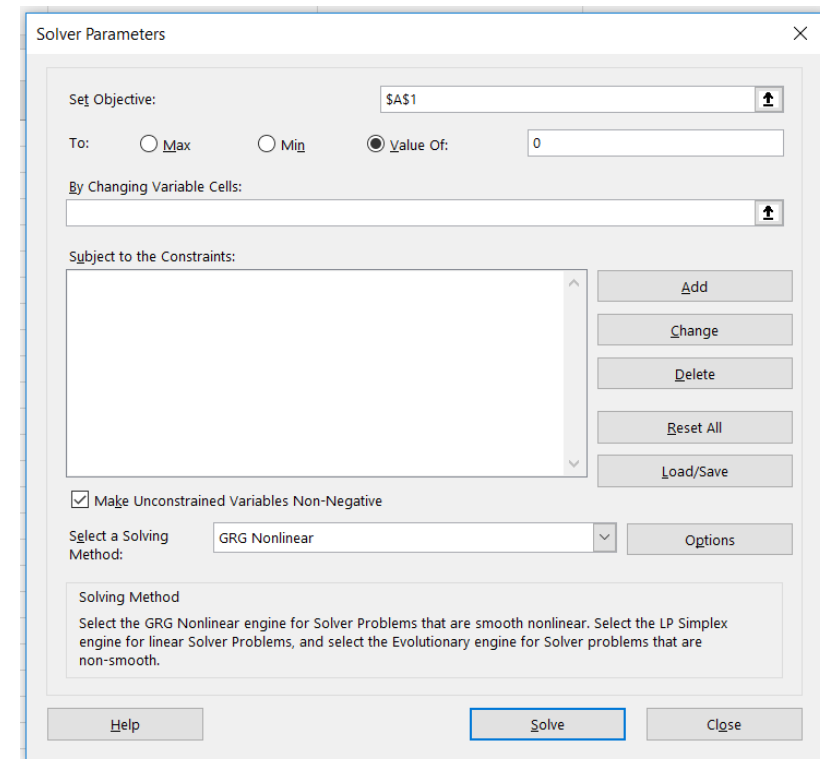 Solver Parameters
Set Objective: $A$1
To: Max Min Value Of: 0
By Changing Variable Cells:
Subject to the Constraints:
Add
Change
Delete
Reset All
Load/Save
Make Unconstrained Variables Non-Negative
Select a Solving
Method:
GRG Nonlinear
Options
Solving Method
Select the GRG Nonlinear engine for Solver Problems that are smooth nonlinear. Select the LP Simplex
engine for linear Solver Problems, and select the Evolutionary engine for Solver problems that are
non-smooth.
Help Solve Close